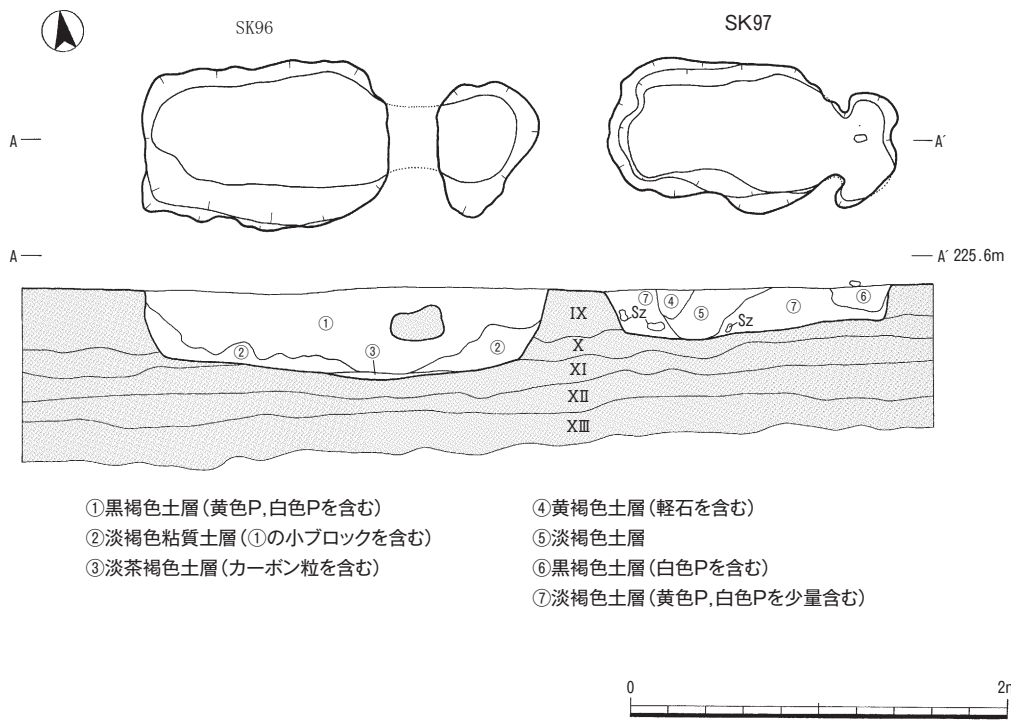 SK96
SK97
A
A´
A
A´ 225.6m
①
②
③
②
Ⅸ
Ⅹ
Ⅺ
Ⅻ
XIII
⑦
④
⑤
⑦
⑥
Sz
Sz
①黒褐色土層(黄色P,白色Pを含む)
②淡褐色粘質土層(①の小ブロックを含む)
③淡茶褐色土層(カーボン粒を含む)
④黄褐色土層(軽石を含む)
⑤淡褐色土層
⑥黒褐色土層(白色Pを含む)
⑦淡褐色土層(黄色P,白色Pを少量含む)
0
2m